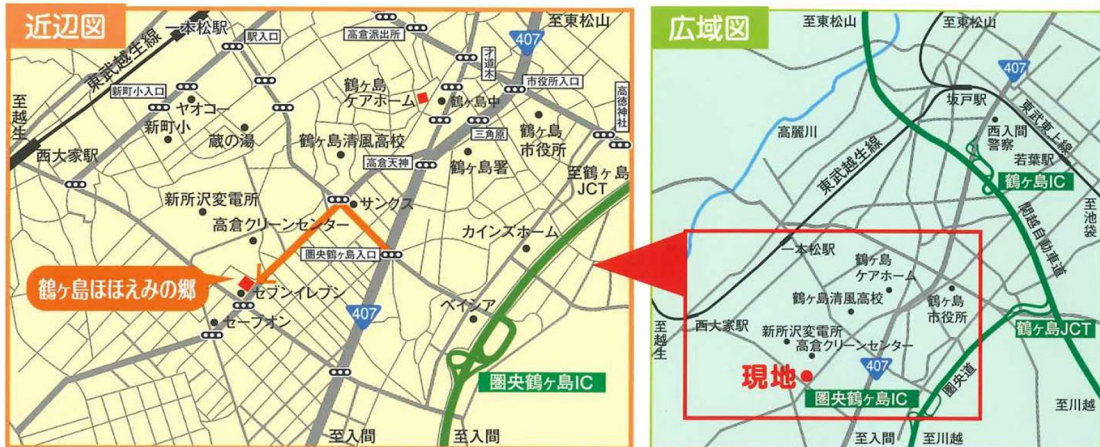 近辺図
一本松駅
駅入口
高倉派出所
至東松山
407
東武越生線
才道木
市役所入口
高徳神社
新町小入口
ヤオコー
鶴ヶ島
ケアホーム
鶴ヶ島中
至越生
新町小
蔵の湯
三角原
鶴ヶ島
市役所
西大家駅
鶴ヶ島清風高校
高倉天神
鶴ヶ島署
至鶴ヶ島
JCT
新所沢変電所
サンクス
高倉クリーンセンター
カインズホーム
圏央鶴ヶ島入口
鶴ヶ島ほほえみの郷
セブンイレブン
ベイシア
セーブオン
407
圏央鶴ヶ島IC
至入間
至入間
広域図
至東松山
至東松山
407
坂戸駅
高麗川
東武東上線
西入間
警察
東武越生線
若葉駅
鶴ヶ島IC
至池袋
関越自動車道
一本松駅
鶴ヶ島
ケアホーム
鶴ヶ島清風高校
鶴ヶ島
市役所
至越生
西大家駅
新所沢変電所
鶴ヶ島JCT
高倉クリーンセンター
407
圏央道
現地
圏央鶴ヶ島IC
至川越
至入間
至川越